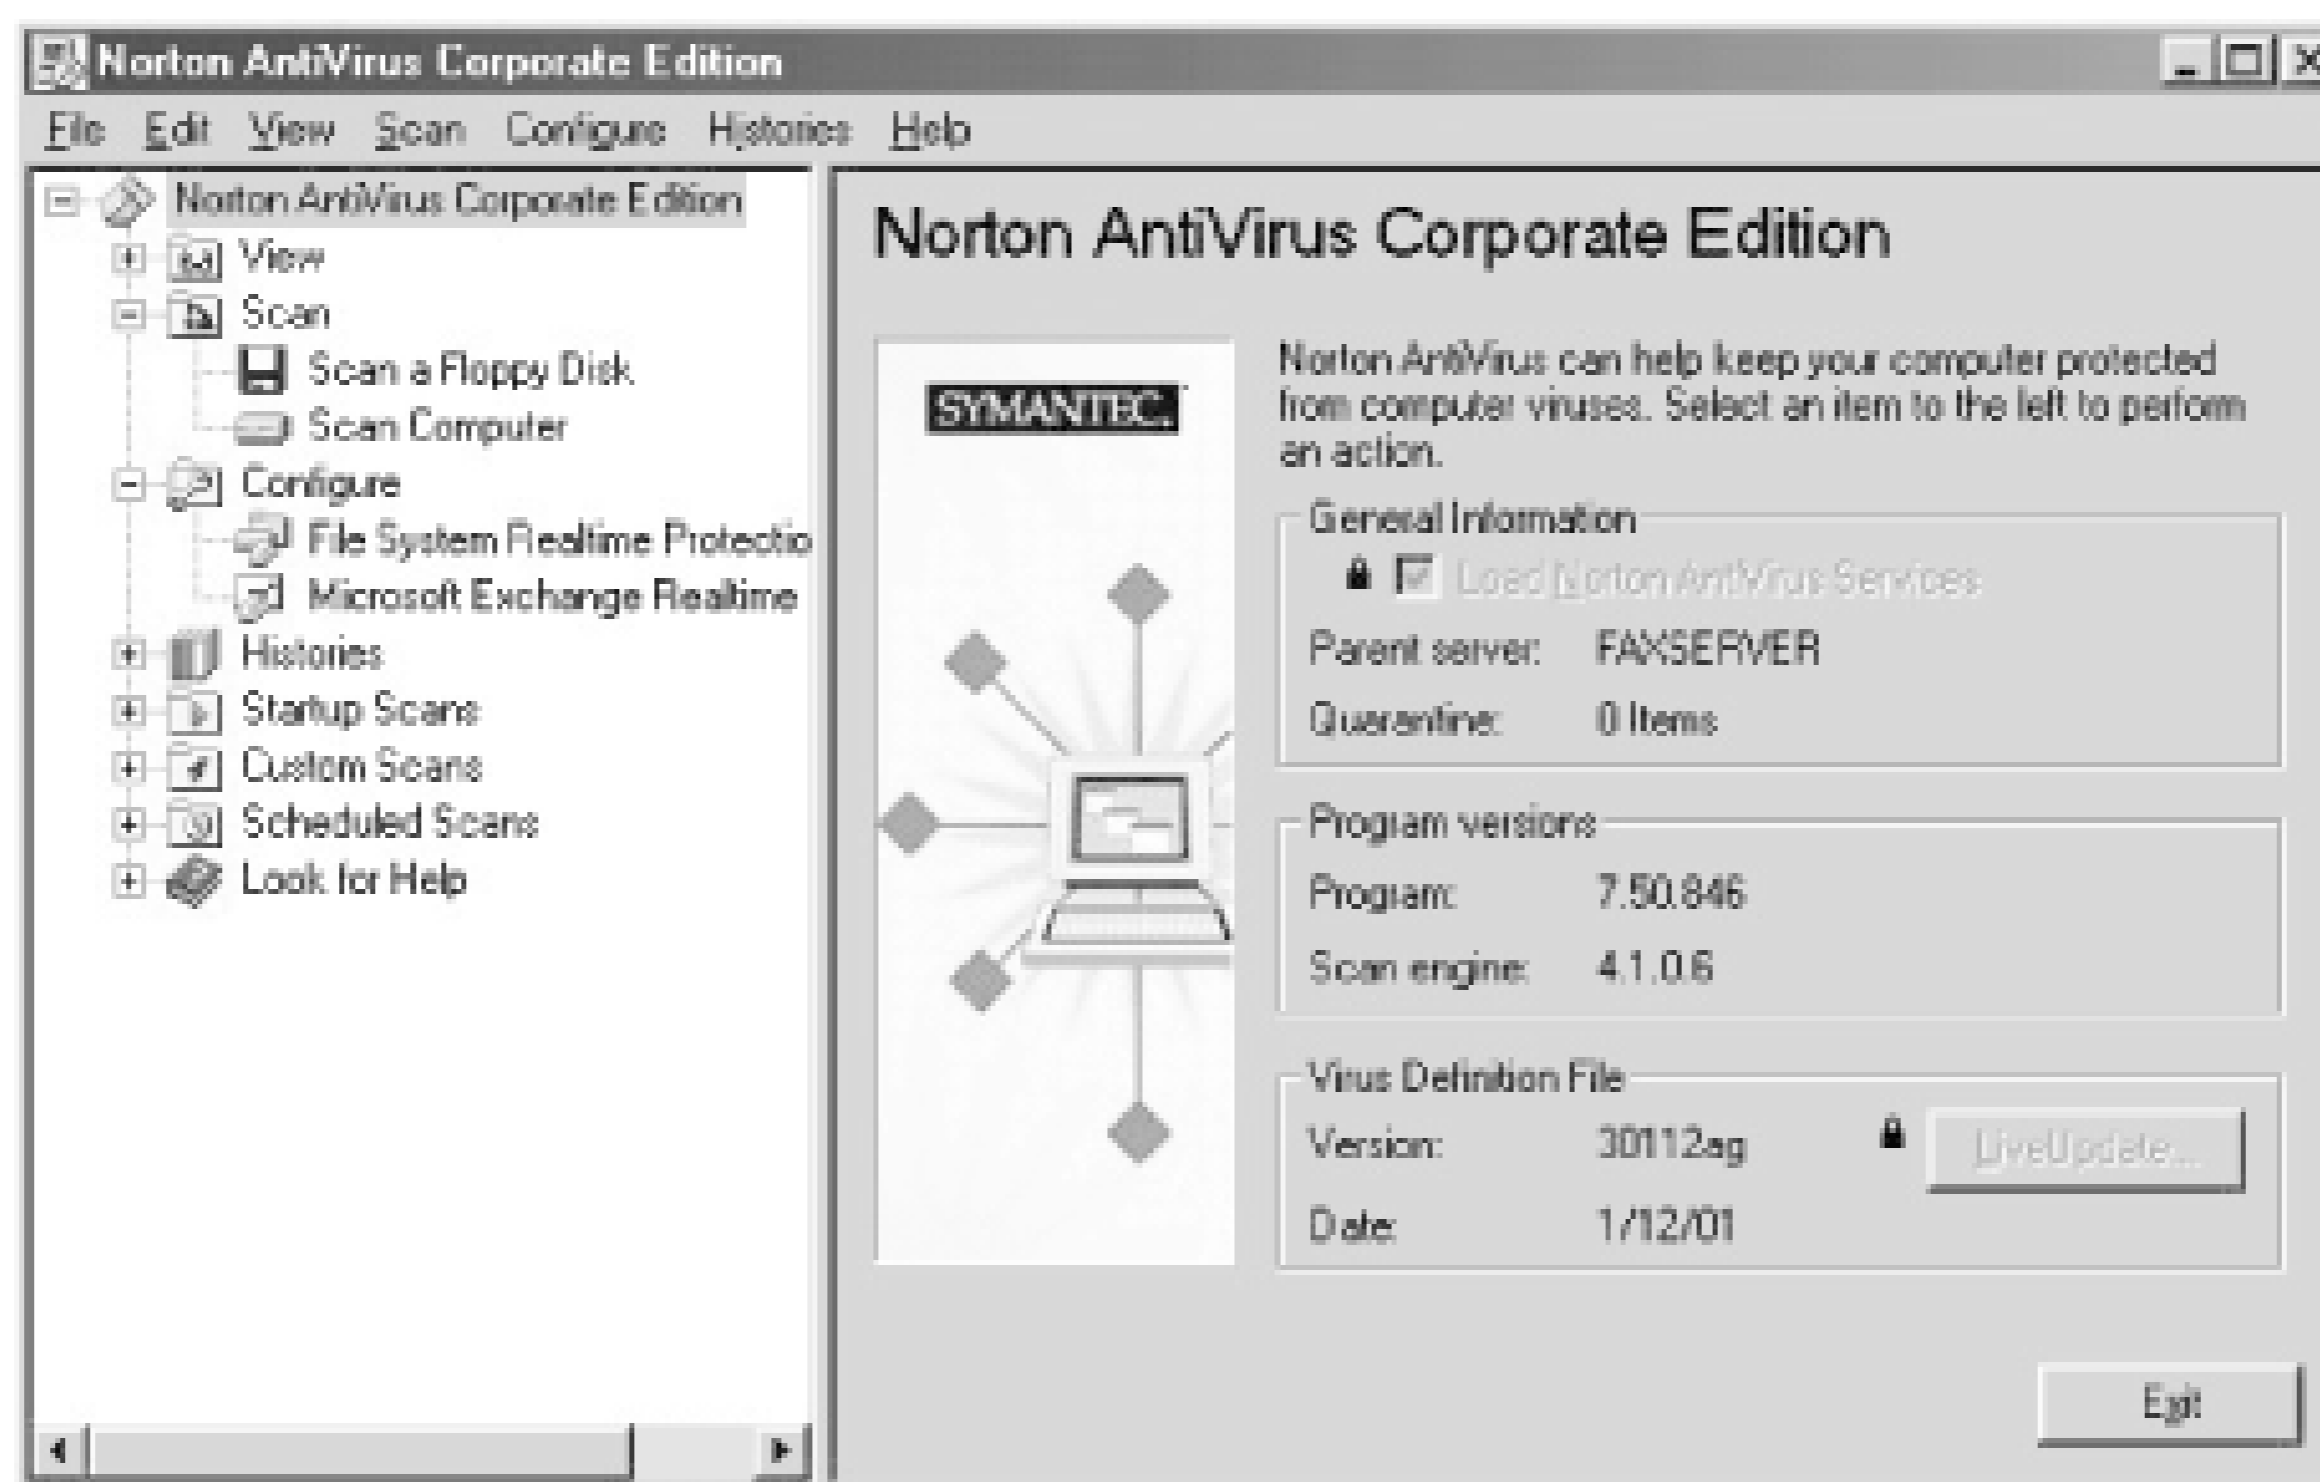 Norton AntiVirus Corporate Edition
File Edit View Scan Configure Histories Help
Norton AntiVirus Corporate Edition
View
Scan
Scan a Floppy Disk
Scan Computer
Configure
File System Realtime Protectio
Microsoft Exchange Realtime
Histories
Startup Scans
Custom Scans
Scheduled Scans
Look for Help
Norton AntiVirus Corporate Edition
SYMANTEC.
Norton AntiVirus can help keep your computer protected
from computer viruses. Select an item to the left to perform
an action.
General Information
Load Norton AntiVirus Services
Parent server: FAXSERVER
Quarantine: 0 Items
Program versions
Program: 7.50.846
Scan engine: 4.1.0.6
Virus Definition File
Version: 30112ag
LiveUpdate...
Date: 1/12/01
Exit